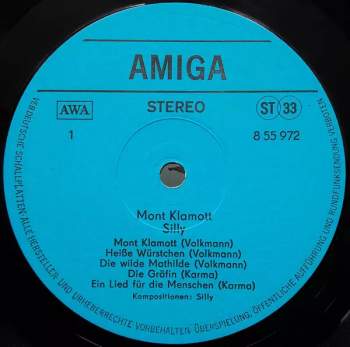 AMIGA
AWA
STEREO
ST 33
1
8 55 972
Mont Klamott
Silly
Mont Klamott (Volkmann)
Heiße Würstchen (Volkmann)
Die wilde Mathilde (Volkmann)
Die Gräfin (Karma)
Ein Lied für die Menschen (Karma)
Kompositionen: Silly
VEB DEUTSCHE SCHALLPLATTEN · ALLE HERSTELLER- UND URHEBERRECHTE VORBEHALTEN ÜBERSPIELUNG, ÖFFENTLICHE AUFFÜHRUNG UND RUNDFUNKSENDUNG VERBOTEN